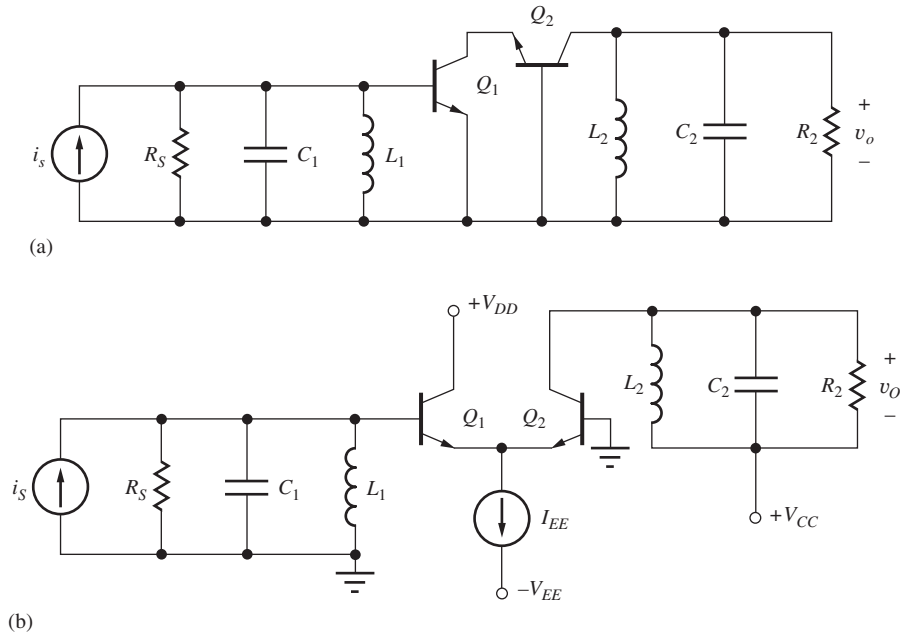 Q2
Q1
is
RS
C1
L1
L2
C2
R2
+
vo
−
(a)
+VDD
L2
C2
R2
+
vO
−
Q1
Q2
iS
RS
C1
L1
IEE
+VCC
−VEE
(b)